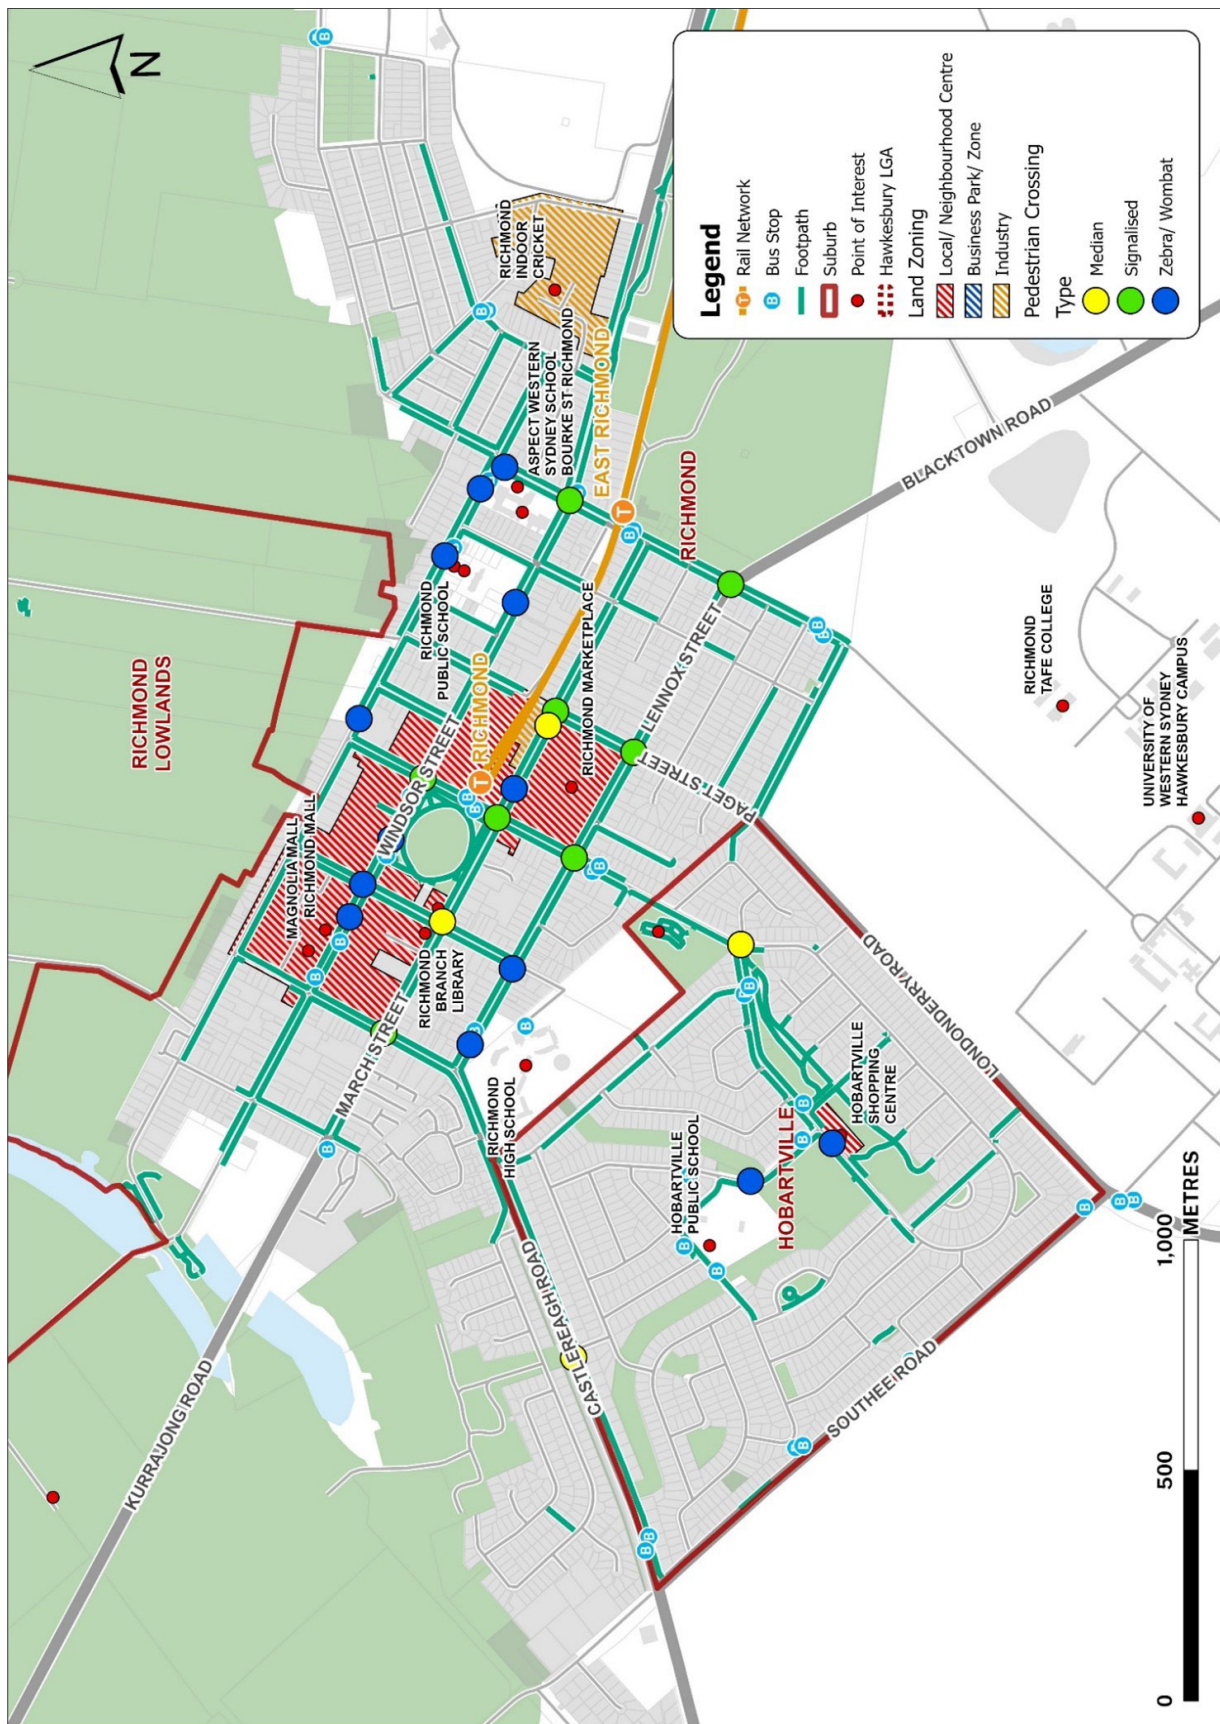 N
RICHMOND
LOWLANDS
KURRAJONG ROAD
MARCH STREET
MAGNOLIA MALL
RICHMOND MALL
WINDSOR STREET
RICHMOND
PUBLIC SCHOOL
RICHMOND
BRANCH
LIBRARY
T
RICHMOND
RICHMOND MARKETPLACE
ASPECT WESTERN
SYDNEY SCHOOL
BOURKE ST RICHMOND
RICHMOND
INDOOR
CRICKET
EAST RICHMOND
T
RICHMOND
LENNOX STREET
PAGET STREET
BLACKTOWN ROAD
RICHMOND
HIGH SCHOOL
CASTLEREAGH ROAD
HOBARTVILLE
PUBLIC SCHOOL
HOBARTVILLE
HOBARTVILLE
SHOPPING
CENTRE
LONDONDERRY ROAD
SOUTHEE ROAD
RICHMOND
TAFE COLLEGE
UNIVERSITY OF
WESTERN SYDNEY
HAWKESBURY CAMPUS
Legend
T Rail Network
B Bus Stop
Footpath
Suburb
Point of Interest
Hawkesbury LGA
Land Zoning
Local/ Neighbourhood Centre
Business Park/ Zone
Industry
Pedestrian Crossing
Type
Median
Signalised
Zebra/ Wombat
0 500 1,000
METRES